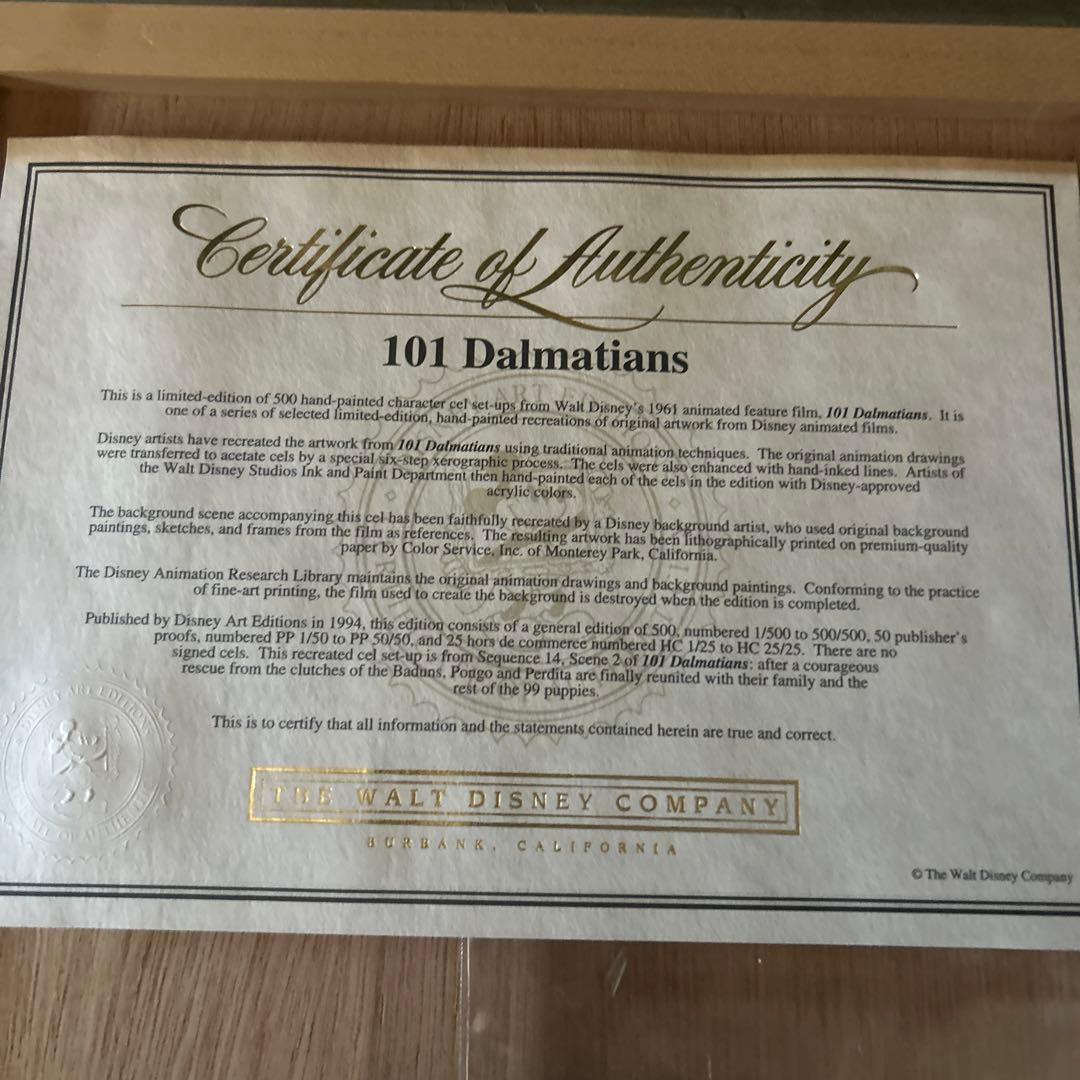 Certificate of Authenticity
101 Dalmatians
This is a limited-edition of 500 hand-painted character cel set-ups from Walt Disney's 1961 animated feature film, 101 Dalmatians. It is
one of a series of selected limited-edition, hand-painted recreations of original artwork from Disney animated films.
Disney artists have recreated the artwork from 101 Dalmatians using traditional animation techniques. The original animation drawings
were transferred to acetate cels by a special six-step xerographic process. The cels were also enhanced with hand-inked lines. Artists of
the Walt Disney Studios Ink and Paint Department then hand-painted each of the cels in the edition with Disney-approved
acrylic colors.
The background scene accompanying this cel has been faithfully recreated by a Disney background artist, who used original background
paintings, sketches, and frames from the film as references. The resulting artwork has been lithographically printed on premium-quality
paper by Color Service, Inc. of Monterey Park, California.
The Disney Animation Research Library maintains the original animation drawings and background paintings. Conforming to the practice
of fine-art printing, the film used to create the background is destroyed when the edition is completed.
Published by Disney Art Editions in 1994, this edition consists of a general edition of 500, numbered 1/500 to 500/500, 50 publisher's
proofs, numbered PP 1/50 to PP 50/50, and 25 hors de commerce numbered HC 1/25 to HC 25/25. There are no
signed cels. This recreated cel set-up is from Sequence 14, Scene 2 of 101 Dalmatians: after a courageous
rescue from the clutches of the Baduns, Pongo and Perdita are finally reunited with their family and the
rest of the 99 puppies.
This is to certify that all information and the statements contained herein are true and correct.
THE WALT DISNEY COMPANY
BURBANK, CALIFORNIA
© The Walt Disney Company